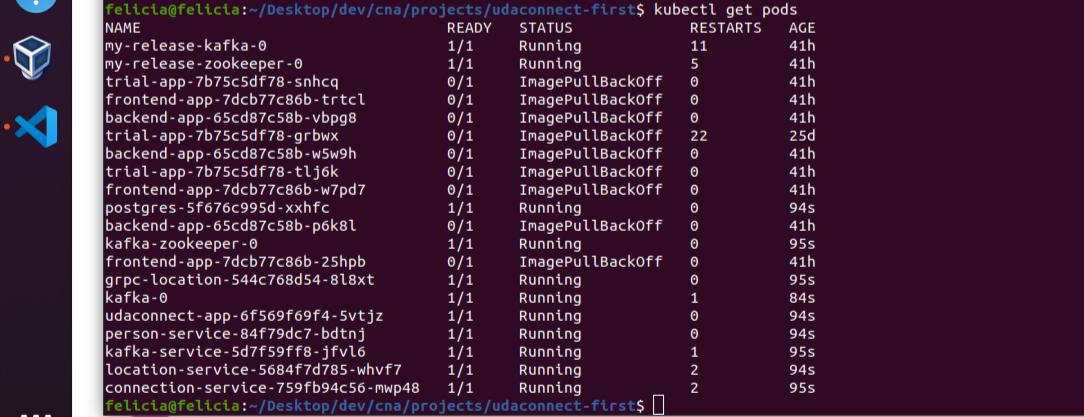 felicia@felicia:~/Desktop/dev/cna/projects/udaconnect-first$ kubectl get pods
NAME READY STATUS RESTARTS AGE
my-release-kafka-0 1/1 Running 11 41h
my-release-zookeeper-0 1/1 Running 5 41h
trial-app-7b75c5df78-snhcq 0/1 ImagePullBackOff 0 41h
frontend-app-7dcb77c86b-trtcl 0/1 ImagePullBackOff 0 41h
backend-app-65cd87c58b-vbpg8 0/1 ImagePullBackOff 0 41h
trial-app-7b75c5df78-grbwx 0/1 ImagePullBackOff 22 25d
backend-app-65cd87c58b-w5w9h 0/1 ImagePullBackOff 0 41h
trial-app-7b75c5df78-tlj6k 0/1 ImagePullBackOff 0 41h
frontend-app-7dcb77c86b-w7pd7 0/1 ImagePullBackOff 0 41h
postgres-5f676c995d-xxhfc 1/1 Running 0 94s
backend-app-65cd87c58b-p6k8l 0/1 ImagePullBackOff 0 41h
kafka-zookeeper-0 1/1 Running 0 95s
frontend-app-7dcb77c86b-25hpb 0/1 ImagePullBackOff 0 41h
grpc-location-544c768d54-8l8xt 1/1 Running 0 95s
kafka-0 1/1 Running 1 84s
udaconnect-app-6f569f69f4-5vtjz 1/1 Running 0 94s
person-service-84f79dc7-bdtnj 1/1 Running 0 94s
kafka-service-5d7f59ff8-jfvl6 1/1 Running 1 95s
location-service-5684f7d785-whvf7 1/1 Running 2 94s
connection-service-759fb94c56-mwp48 1/1 Running 2 95s
felicia@felicia:~/Desktop/dev/cna/projects/udaconnect-first$